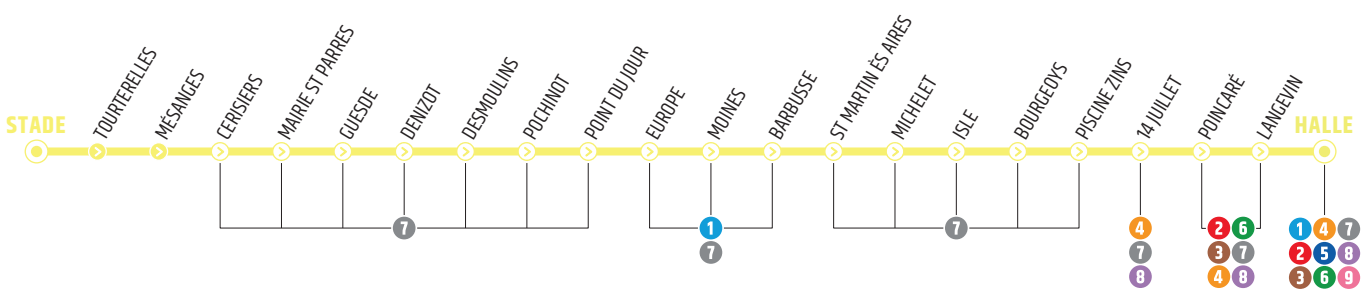 STADE
TOURTERELLES
MÉSANGES
CERISIERS
MAIRIE ST PARRES
GUESDE
DENIZOT
DESMOULINS
POCHINOT
POINT DU JOUR
EUROPE
MOINES
BARBUSSE
ST MARTIN ÈS AIRES
MICHELET
ISLE
BOURGEOYS
PISCINE ZINS
14 JUILLET
POINCARÉ
LANGEVIN
HALLE
7
1
7
7
4
7
8
2 6
3 7
4 8
1 4 7
2 5 8
3 6 9